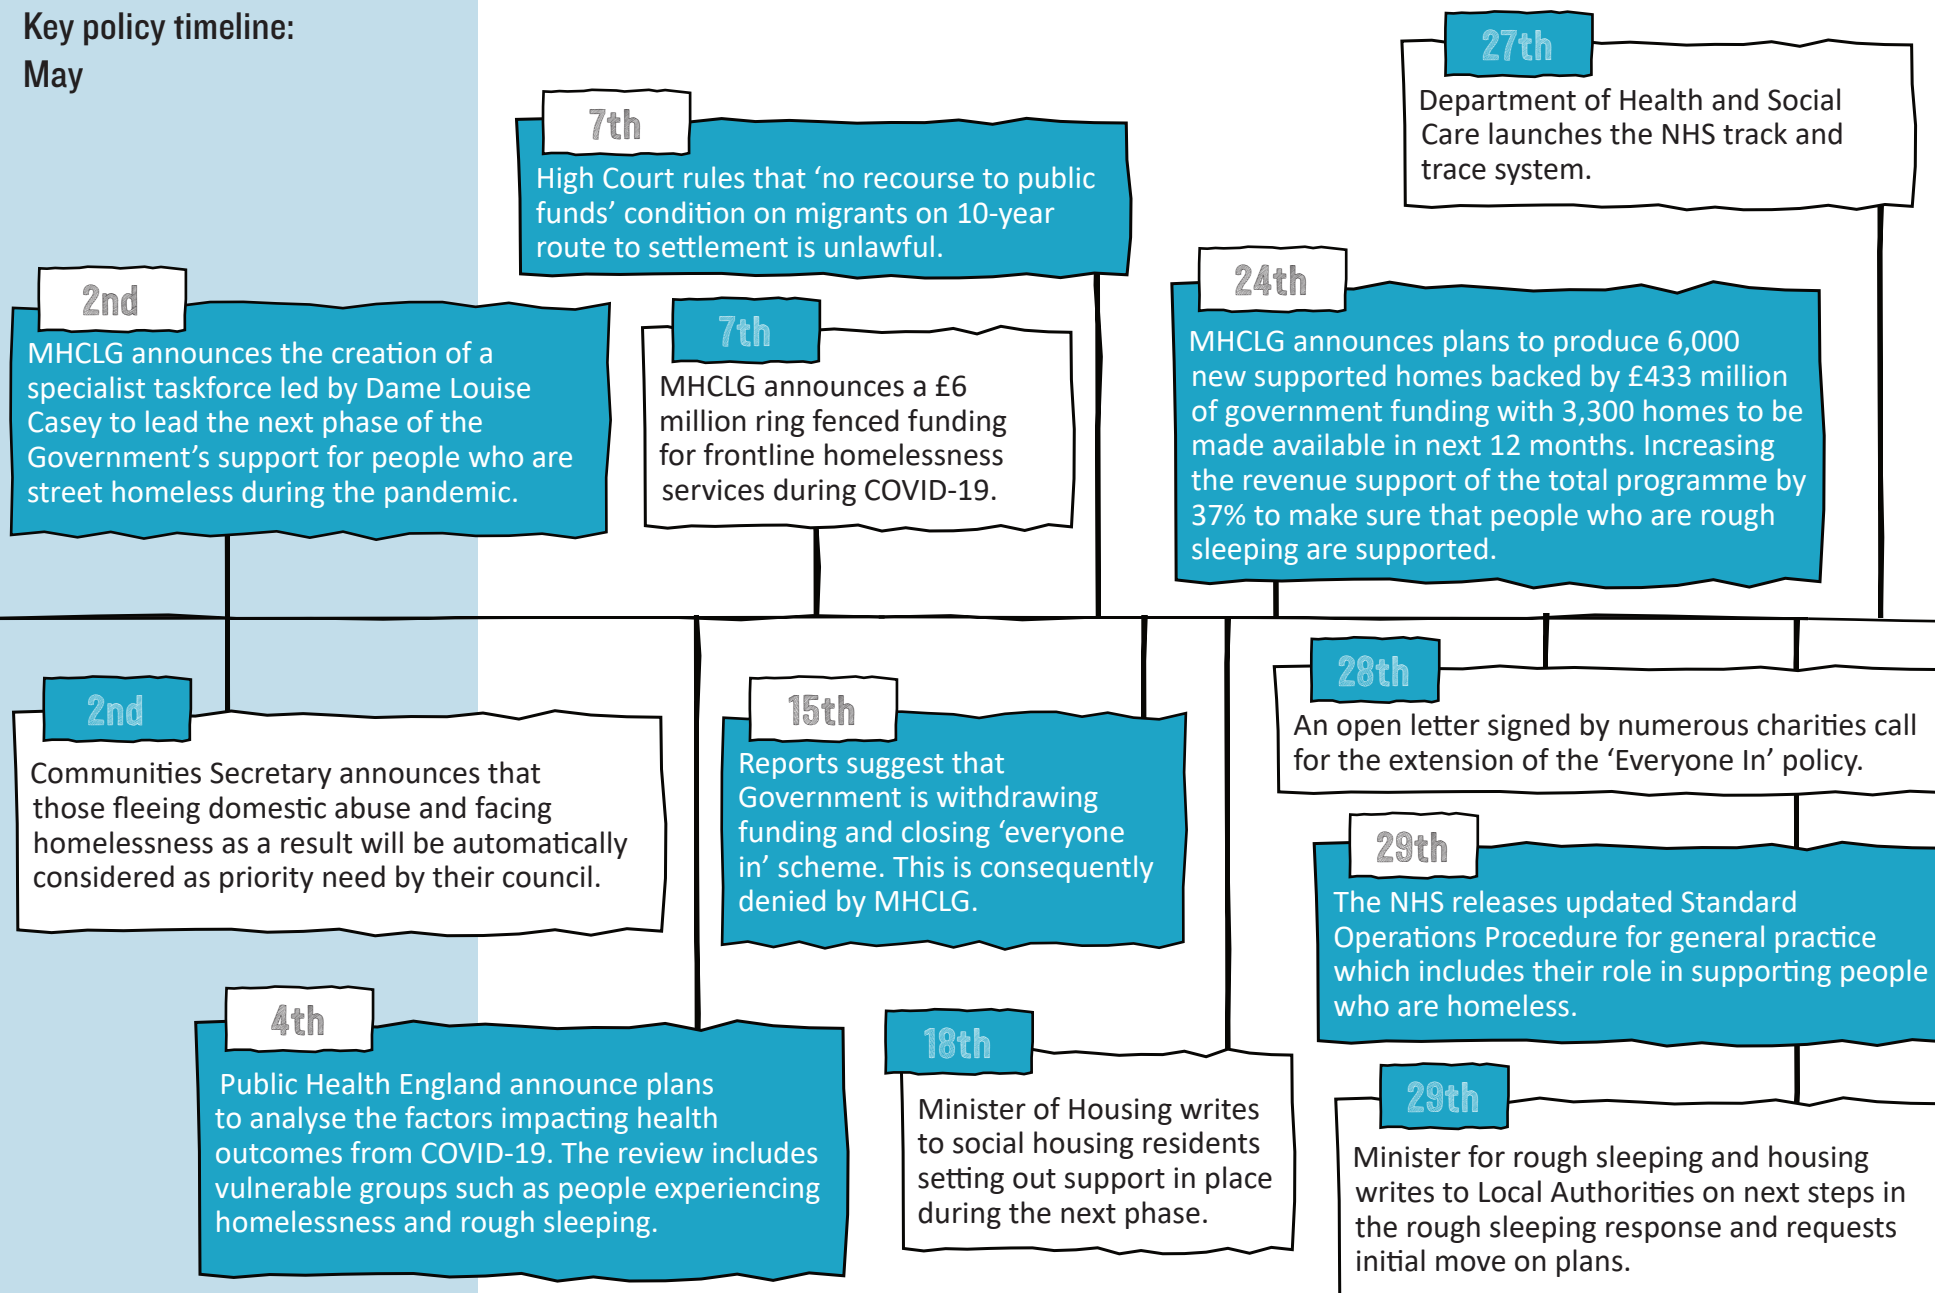 Key policy timeline:
May
2nd
MHCLG announces the creation of a
specialist taskforce led by Dame Louise
Casey to lead the next phase of the
Government’s support for people who are
street homeless during the pandemic.
2nd
Communities Secretary announces that
those fleeing domestic abuse and facing
homelessness as a result will be automatically
considered as priority need by their council.
4th
Public Health England announce plans
to analyse the factors impacting health
outcomes from COVID-19. The review includes
vulnerable groups such as people experiencing
homelessness and rough sleeping.
7th
High Court rules that ‘no recourse to public
funds’ condition on migrants on 10-year
route to settlement is unlawful.
7th
MHCLG announces a £6
million ring fenced funding
for frontline homelessness
services during COVID-19.
15th
Reports suggest that
Government is withdrawing
funding and closing ‘everyone
in’ scheme. This is consequently
denied by MHCLG.
18th
Minister of Housing writes
to social housing residents
setting out support in place
during the next phase.
24th
MHCLG announces plans to produce 6,000
new supported homes backed by £433 million
of government funding with 3,300 homes to be
made available in next 12 months. Increasing
the revenue support of the total programme by
37% to make sure that people who are rough
sleeping are supported.
27th
Department of Health and Social
Care launches the NHS track and
trace system.
28th
An open letter signed by numerous charities call
for the extension of the ‘Everyone In’ policy.
29th
The NHS releases updated Standard
Operations Procedure for general practice
which includes their role in supporting people
who are homeless.
29th
Minister for rough sleeping and housing
writes to Local Authorities on next steps in
the rough sleeping response and requests
initial move on plans.